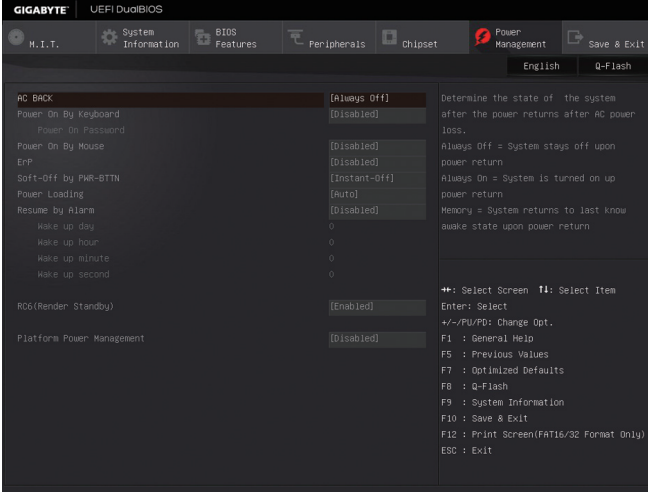 GIGABYTE™ UEFI DualBIOS
M.I.T.
System Information
BIOS Features
Peripherals
Chipset
Power Management
Save & Exit
English
Q-Flash
AC BACK [Always Off]
Power On By Keyboard [Disabled]
Power On Password
Power On By Mouse [Disabled]
ErP [Disabled]
Soft-Off by PWR-BTTN [Instant-Off]
Power Loading [Auto]
Resume by Alarm [Disabled]
Wake up day 0
Wake up hour 0
Wake up minute 0
Wake up second 0
RC6(Render Standby) [Enabled]
Platform Power Management [Disabled]
Determine the state of the system
after the power returns after AC power
loss.
Always Off = System stays off upon
power return
Always On = System is turned on up
power return
Memory = System returns to last know
awake state upon power return
→←: Select Screen ↑↓: Select Item
Enter: Select
+/-/PU/PD: Change Opt.
F1 : General Help
F5 : Previous Values
F7 : Optimized Defaults
F8 : Q-Flash
F9 : System Information
F10 : Save & Exit
F12 : Print Screen(FAT16/32 Format Only)
ESC : Exit